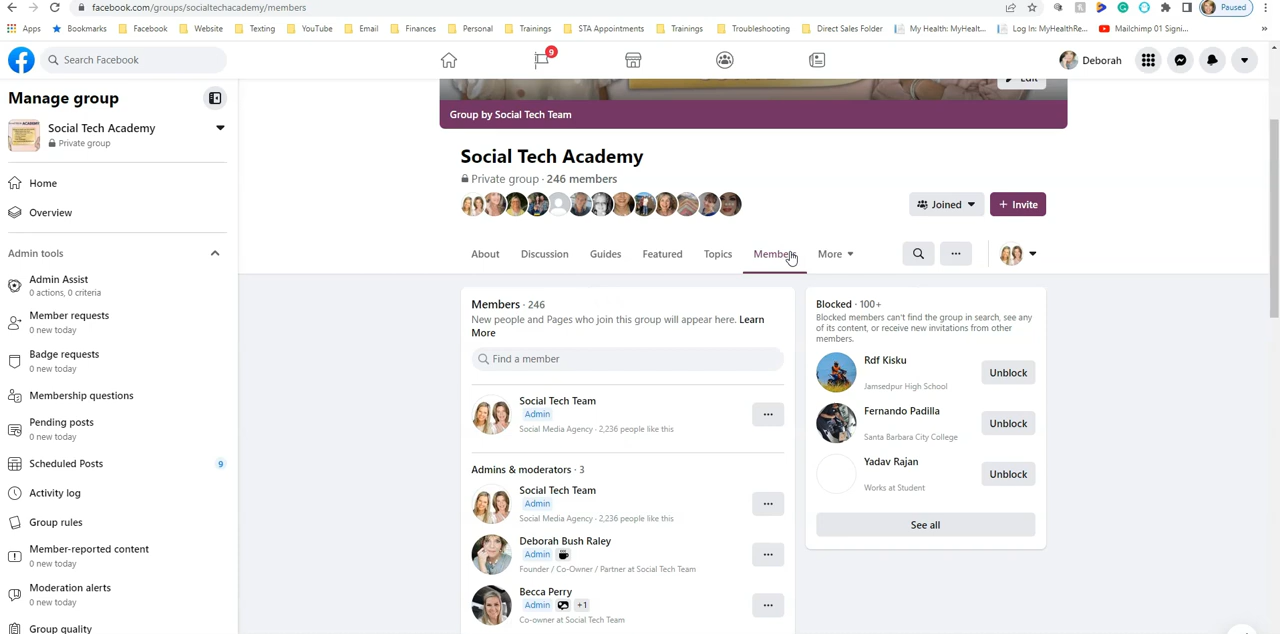 facebook.com/groups/socialtechacademy/members
Paused
Apps
Bookmarks
Facebook
Website
Texting
YouTube
Email
Finances
Personal
Trainings
STA Appointments
Trainings
Troubleshooting
Direct Sales Folder
My Health: MyHealt...
Log In: MyHealthRe...
Mailchimp 01 Signi...
Search Facebook
9
Deborah
Manage group
Social Tech Academy
Private group
Home
Overview
Admin tools
Admin Assist
0 actions, 0 criteria
Member requests
0 new today
Badge requests
0 new today
Membership questions
Pending posts
0 new today
Scheduled Posts
9
Activity log
Group rules
Member-reported content
0 new today
Moderation alerts
0 new today
Group quality
Edit
Group by Social Tech Team
Social Tech Academy
Private group · 246 members
Joined
+ Invite
About
Discussion
Guides
Featured
Topics
Members
More
Members · 246
New people and Pages who join this group will appear here. Learn
More
Find a member
Social Tech Team
Admin
Social Media Agency · 2,236 people like this
Admins & moderators · 3
Social Tech Team
Admin
Social Media Agency · 2,236 people like this
Deborah Bush Raley
Admin
Founder / Co-Owner / Partner at Social Tech Team
Becca Perry
Admin
+1
Co-owner at Social Tech Team
Blocked · 100+
Blocked members can't find the group in search, see any
of its content, or receive new invitations from other
members.
Rdf Kisku
Jamsedpur High School
Unblock
Fernando Padilla
Santa Barbara City College
Unblock
Yadav Rajan
Works at Student
Unblock
See all